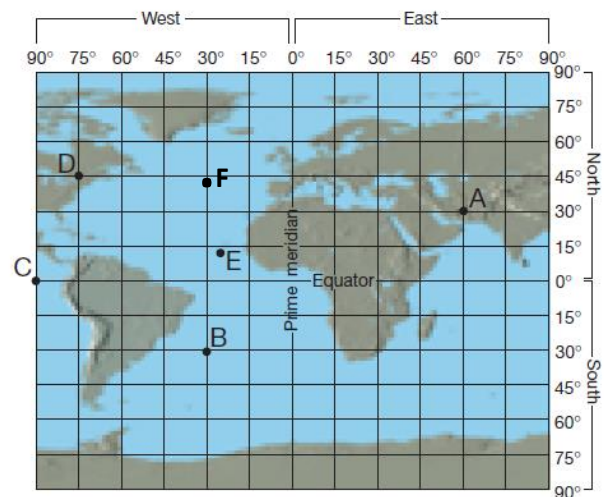 West East
90° 75° 60° 45° 30° 15° 0° 15° 30° 45° 60° 75° 90°
90°
75°
60°
D F 45°
A 30°
E 15°
C Equator 0°
15°
B 30°
45°
60°
75°
90°
Prime meridian
North
South